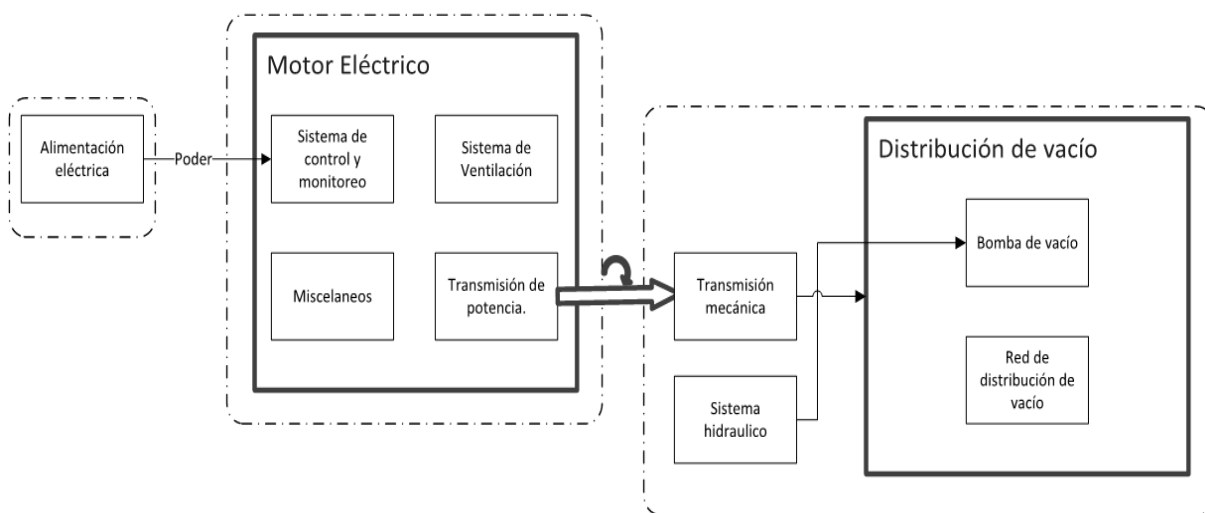 Motor Eléctrico
Alimentación
eléctrica
Poder
Sistema de
control y
monitoreo
Sistema de
Ventilación
Miscelaneos
Transmisión de
potencia.
Transmisión
mecánica
Sistema
hidraulico
Distribución de vacío
Bomba de vacío
Red de
distribución de
vacío